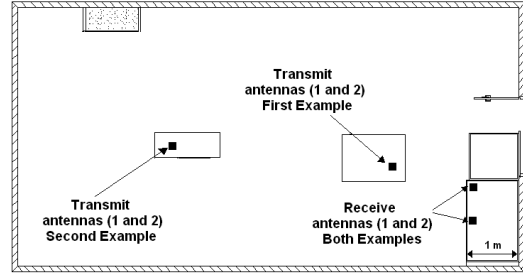 Transmit
antennas (1 and 2)
First Example
Transmit
antennas (1 and 2)
Second Example
Receive
antennas (1 and 2)
Both Examples
1 m